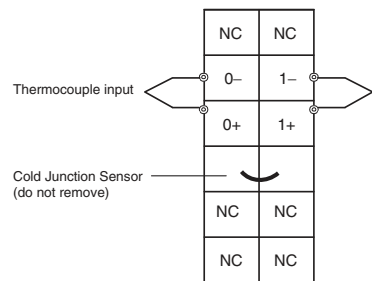 NC NC
Thermocouple input
0– 1–
0+ 1+
Cold Junction Sensor
(do not remove)
NC NC
NC NC